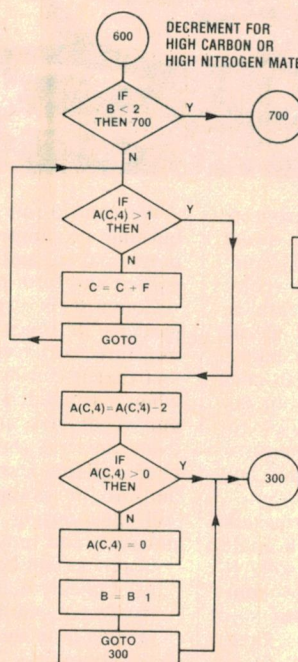 600
DECREMENT FOR
HIGH CARBON OR
HIGH NITROGEN MATE
IF
B < 2
THEN 700
Y
700
N
IF
A(C,4) > 1
THEN
Y
N
C = C + F
GOTO
A(C,4)=A(C,4)-2
IF
A(C,4) > 0
THEN
Y
300
N
A(C,4) = 0
B = B 1
GOTO
300